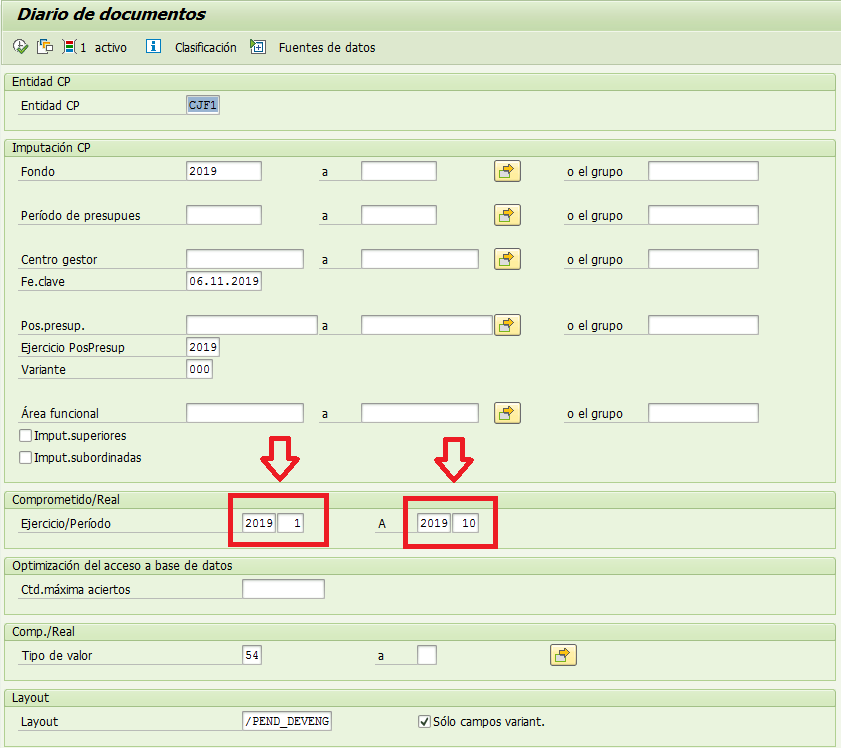 Diario de documentos
1 activo Clasificación Fuentes de datos
Entidad CP
Entidad CP CJF1
Imputación CP
Fondo 2019 a o el grupo
Período de presupues a o el grupo
Centro gestor a o el grupo
Fe.clave 06.11.2019
Pos.presup. a o el grupo
Ejercicio PosPresup 2019
Variante 000
Área funcional a o el grupo
Imput.superiores
Imput.subordinadas
Comprometido/Real
Ejercicio/Período 2019 1 A 2019 10
Optimización del acceso a base de datos
Ctd.máxima aciertos
Comp./Real
Tipo de valor 54 a
Layout
Layout /PEND_DEVENG Sólo campos variant.